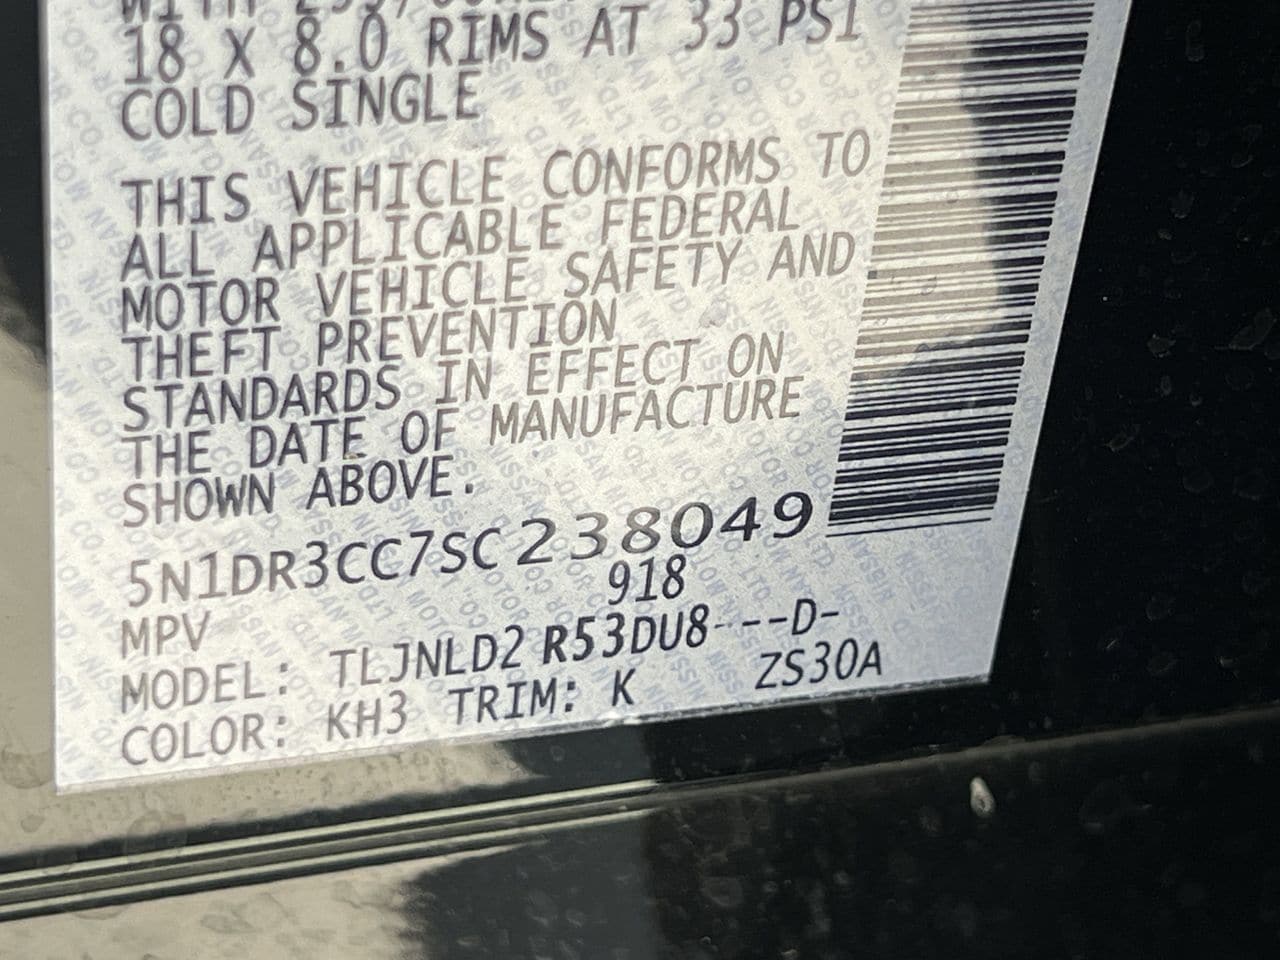 18 X 8.0 RIMS AT 33 PSI
COLD SINGLE
THIS VEHICLE CONFORMS TO
ALL APPLICABLE FEDERAL
MOTOR VEHICLE SAFETY AND
THEFT PREVENTION
STANDARDS IN EFFECT ON
THE DATE OF MANUFACTURE
SHOWN ABOVE.
5N1DR3CC7SC238049
MPV 918
MODEL: TLJNLD2 R53DU8----D-
COLOR: KH3 TRIM: K ZS30A